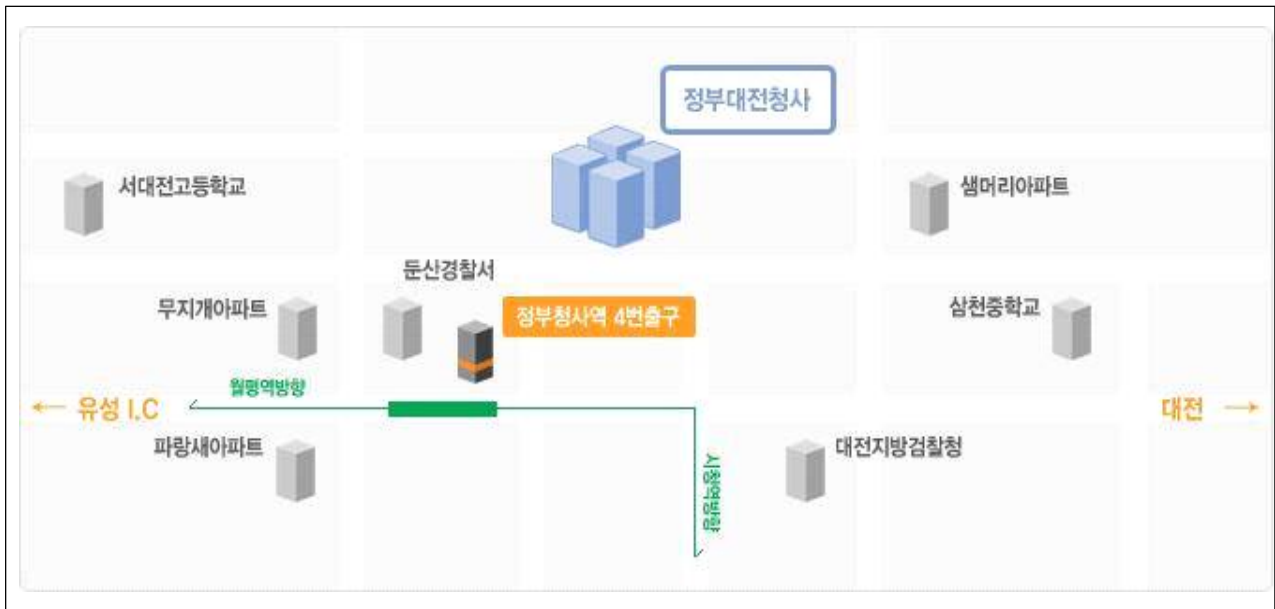 정부대전청사
서대전고등학교
샘머리아파트
둔산경찰서
무지개아파트
정부청사역 4번출구
삼천중학교
월평역방향
← 유성 I.C
대전 →
파랑새아파트
대전지방검찰청
시청역방향